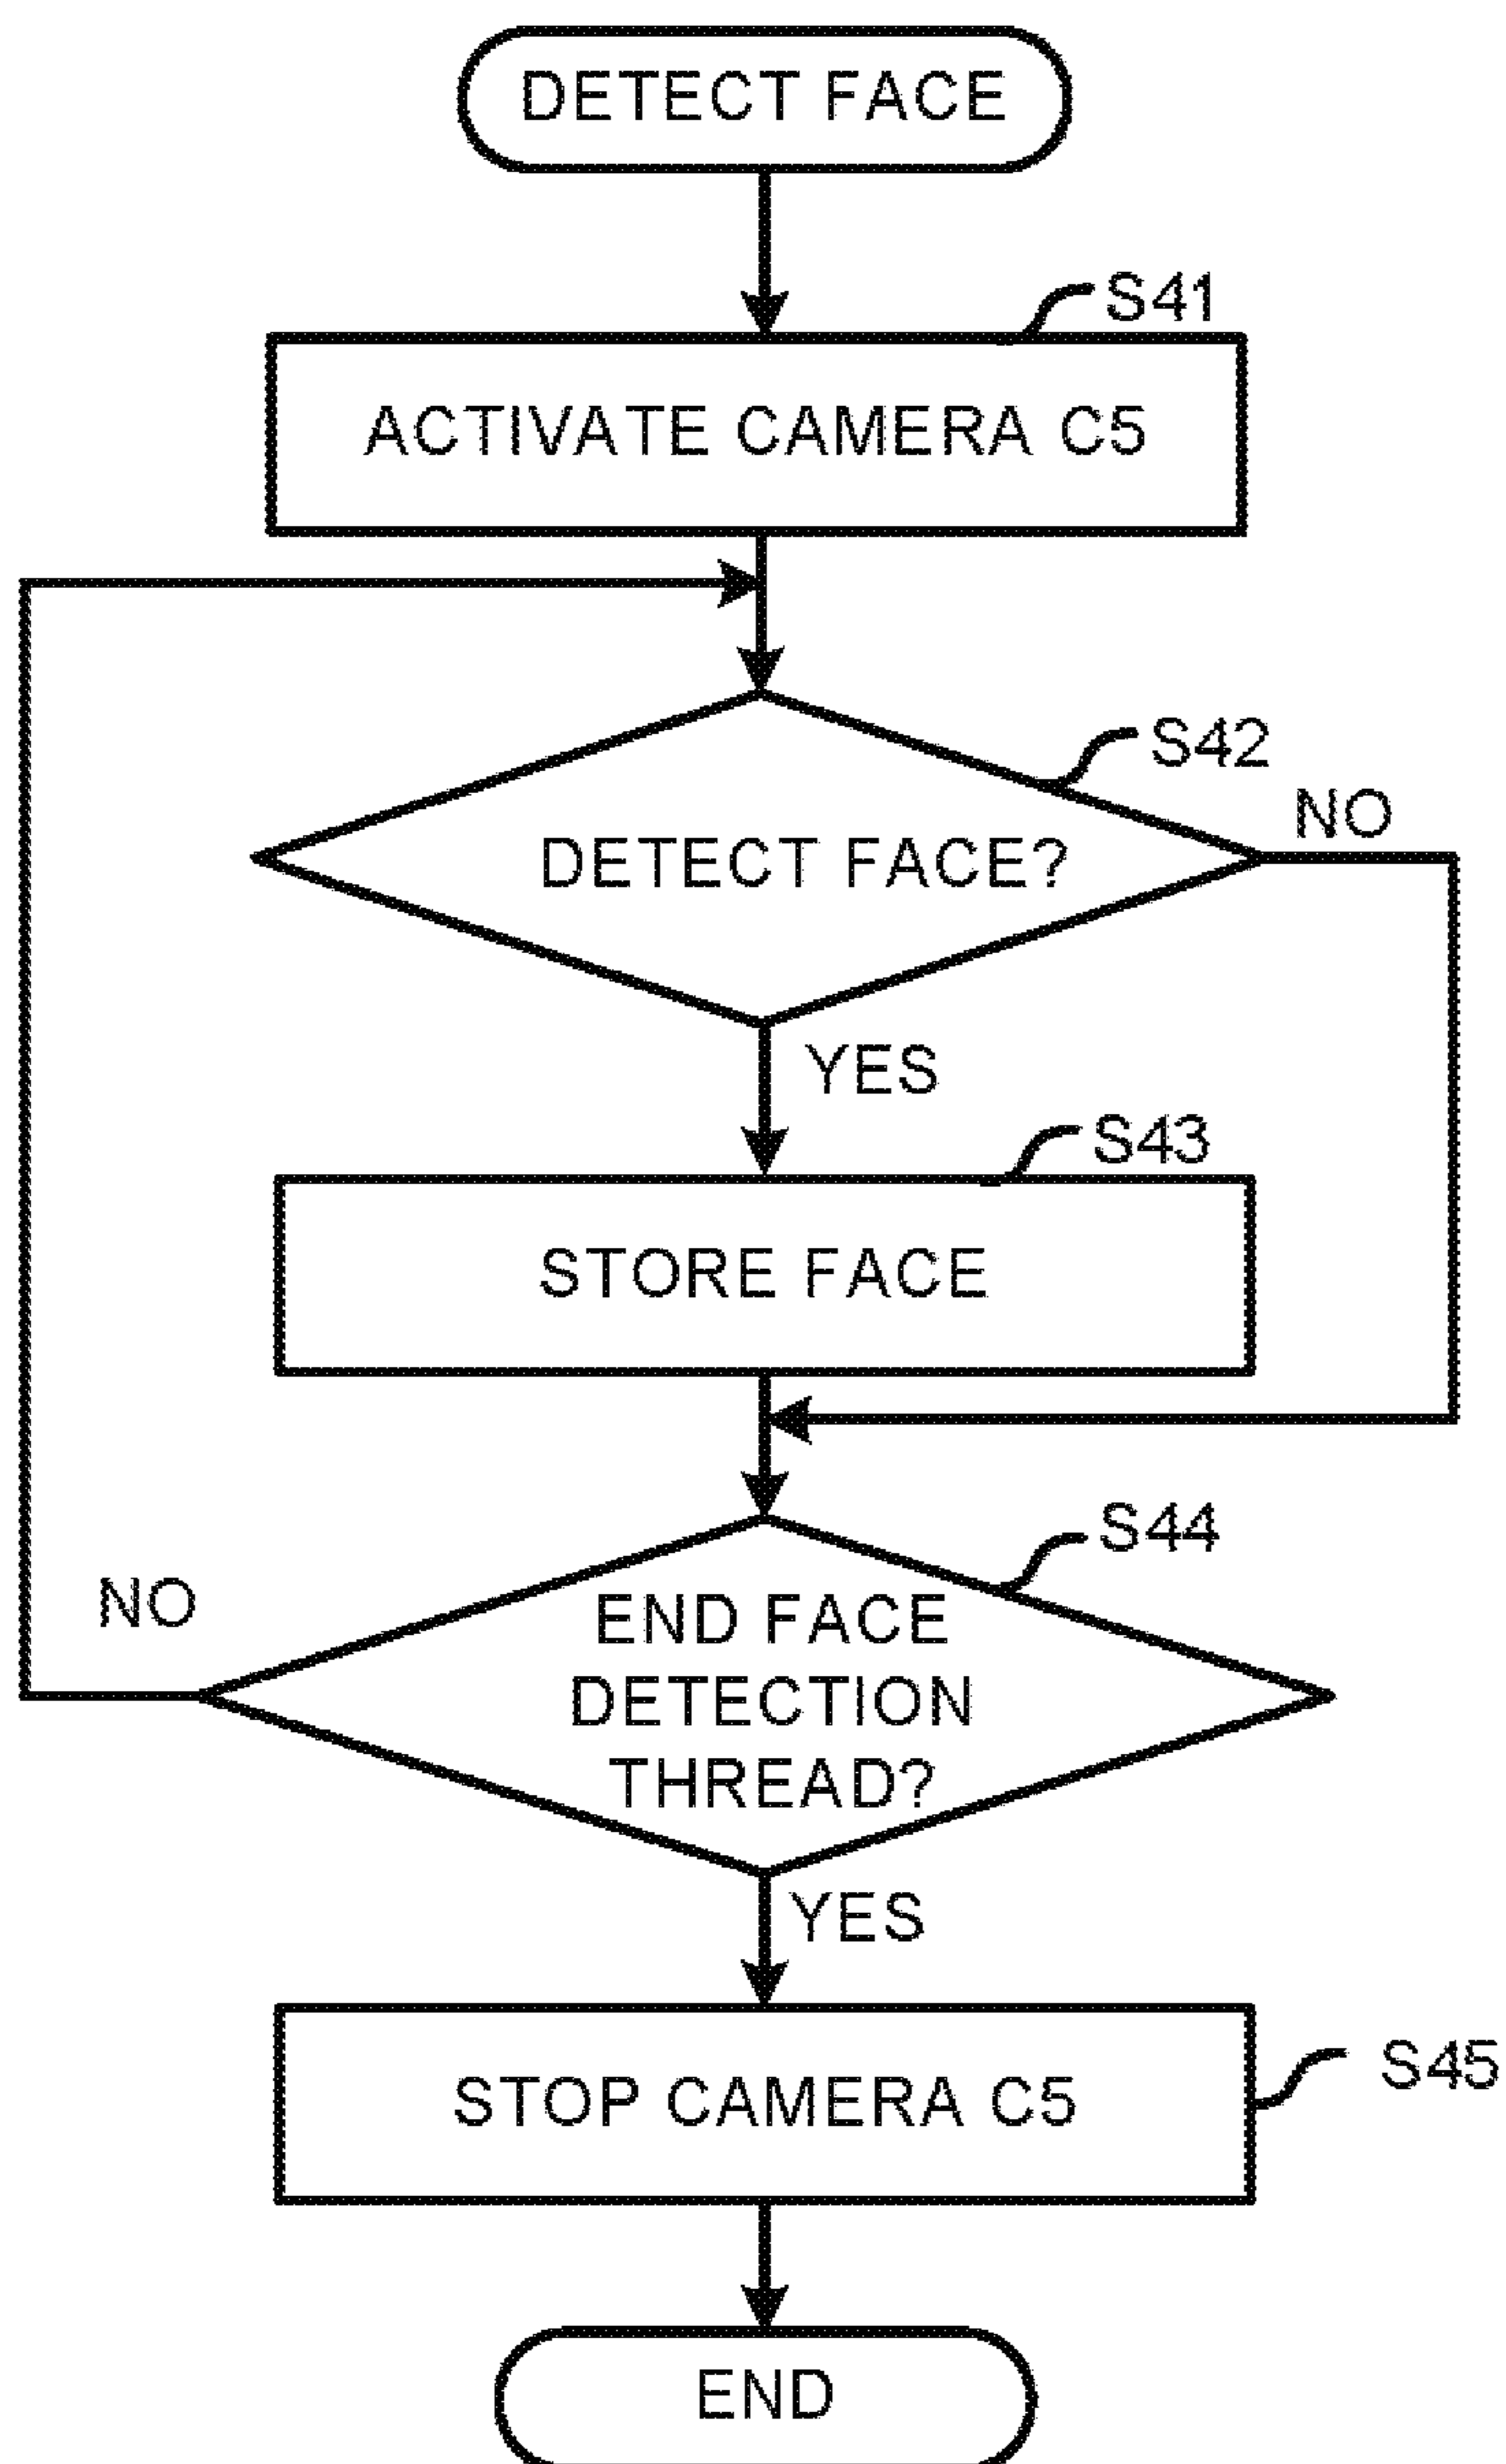 DETECT FACE
S41
ACTIVATE CAMERA C5
S42
NO
DETECT FACE?
YES
S43
STORE FACE
S44
NO
END FACE
DETECTION
THREAD?
YES
S45
STOP CAMERA C5
END